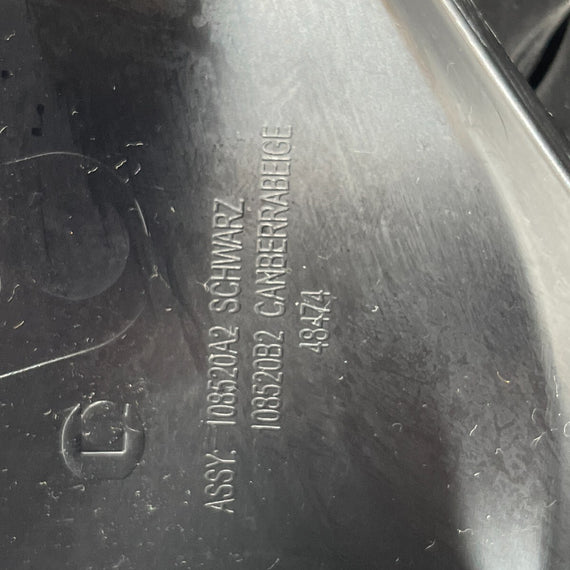 ASSY. 108520A2 SCHWARZ
108520B2 CANBERRABEIGE
48474
L